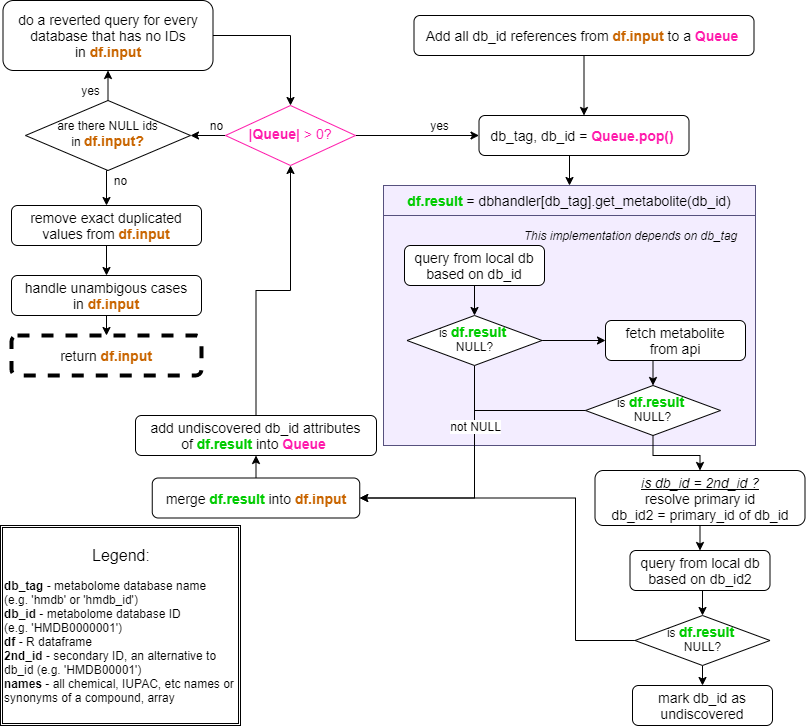 do a reverted query for every
database that has no IDs
in df.input
Add all db_id references from df.input to a Queue
yes
are there NULL ids
in df.input?
no
|Queue| > 0?
yes
db_tag, db_id = Queue.pop()
no
remove exact duplicated
values from df.input
handle unambigous cases
in df.input
return df.input
df.result = dbhandler[db_tag].get_metabolite(db_id)
This implementation depends on db_tag
query from local db
based on db_id
is df.result
NULL?
fetch metabolite
from api
is df.result
NULL?
not NULL
add undiscovered db_id attributes
of df.result into Queue
merge df.result into df.input
is db_id = 2nd_id ?
resolve primary id
db_id2 = primary_id of db_id
query from local db
based on db_id2
is df.result
NULL?
mark db_id as
undiscovered
Legend:
db_tag - metabolome database name
(e.g. 'hmdb' or 'hmdb_id')
db_id - metabolome database ID
(e.g. 'HMDB0000001')
df - R dataframe
2nd_id - secondary ID, an alternative to
db_id (e.g. 'HMDB00001')
names - all chemical, IUPAC, etc names or
synonyms of a compound, array